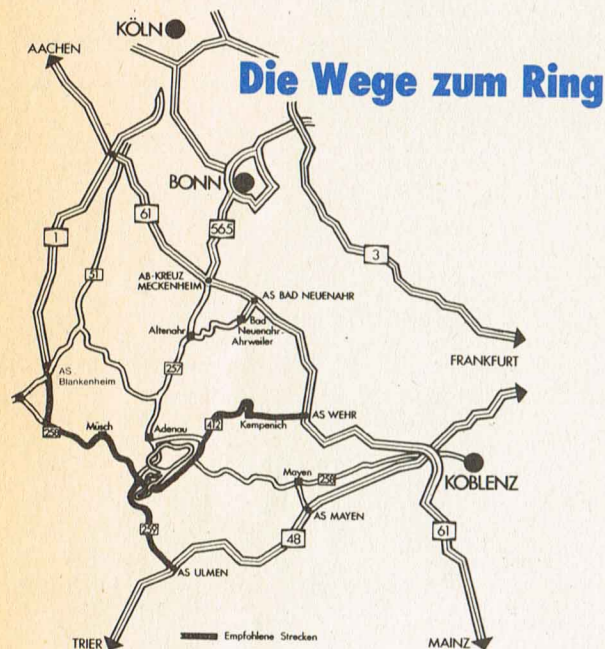 KÖLN
AACHEN
Die Wege zum Ring
BONN
61
565
1
3
51
AB-KREUZ
MECKENHEIM
AS BAD NEUENAHR
Altenahr
Bad
Neuenahr-
Ahrweiler
FRANKFURT
AS
Blankenheim
257
258
Müsch
Adenau
412
Kempenich
AS WEHR
Mayen
258
KOBLENZ
AS MAYEN
259
48
61
AS ULMEN
TRIER
Empfohlene Strecken
MAINZ